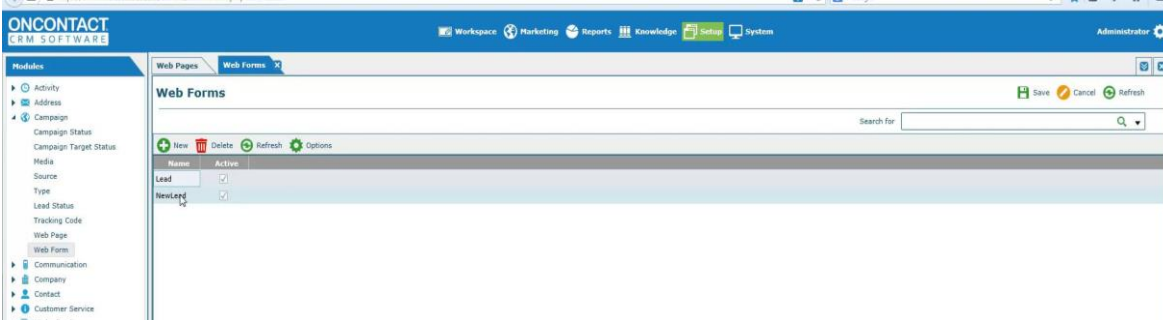 ONCONTACT
CRM SOFTWARE
Workspace Marketing Reports Knowledge Setup System
Administrator
Modules
Web Pages Web Forms X
Activity
Address
Campaign
Campaign Status
Campaign Target Status
Media
Source
Type
Lead Status
Tracking Code
Web Page
Web Form
Communication
Company
Contact
Customer Service
Web Forms
Save Cancel Refresh
Search for
New Delete Refresh Options
Name Active
Lead
NewLead